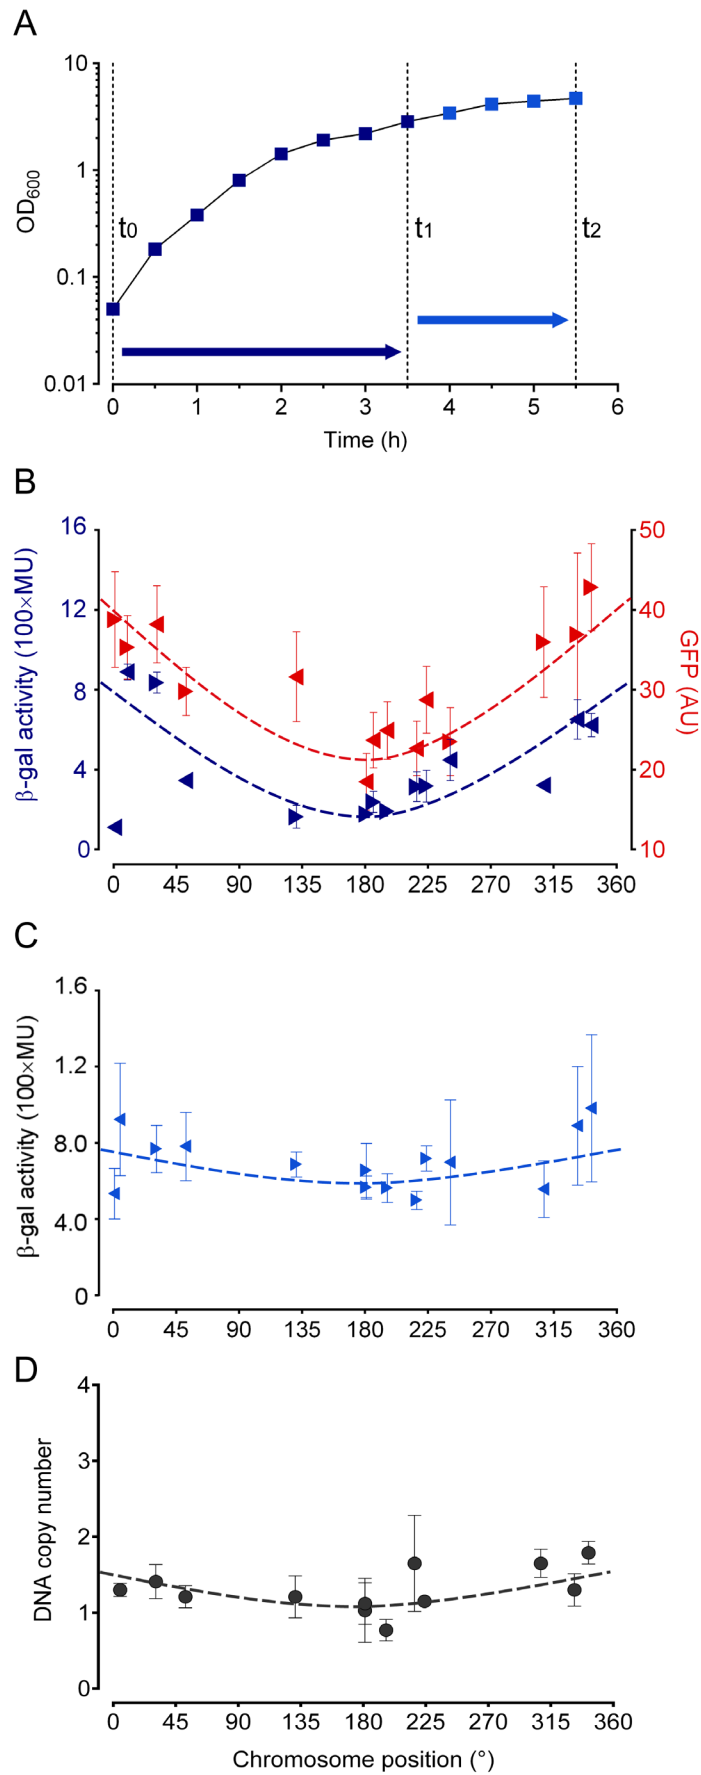 A
10
1
0.1
0.01
OD600
t0
t1
t2
0 1 2 3 4 5 6
Time (h)
B
16
12
8
4
0
β-gal activity (100×MU)
50
40
30
20
10
GFP (AU)
0 45 90 135 180 225 270 315 360
C
1.6
1.2
8.0
4.0
0
β-gal activity (100×MU)
0 45 90 135 180 225 270 315 360
D
4
3
2
1
0
DNA copy number
0 45 90 135 180 225 270 315 360
Chromosome position (°)